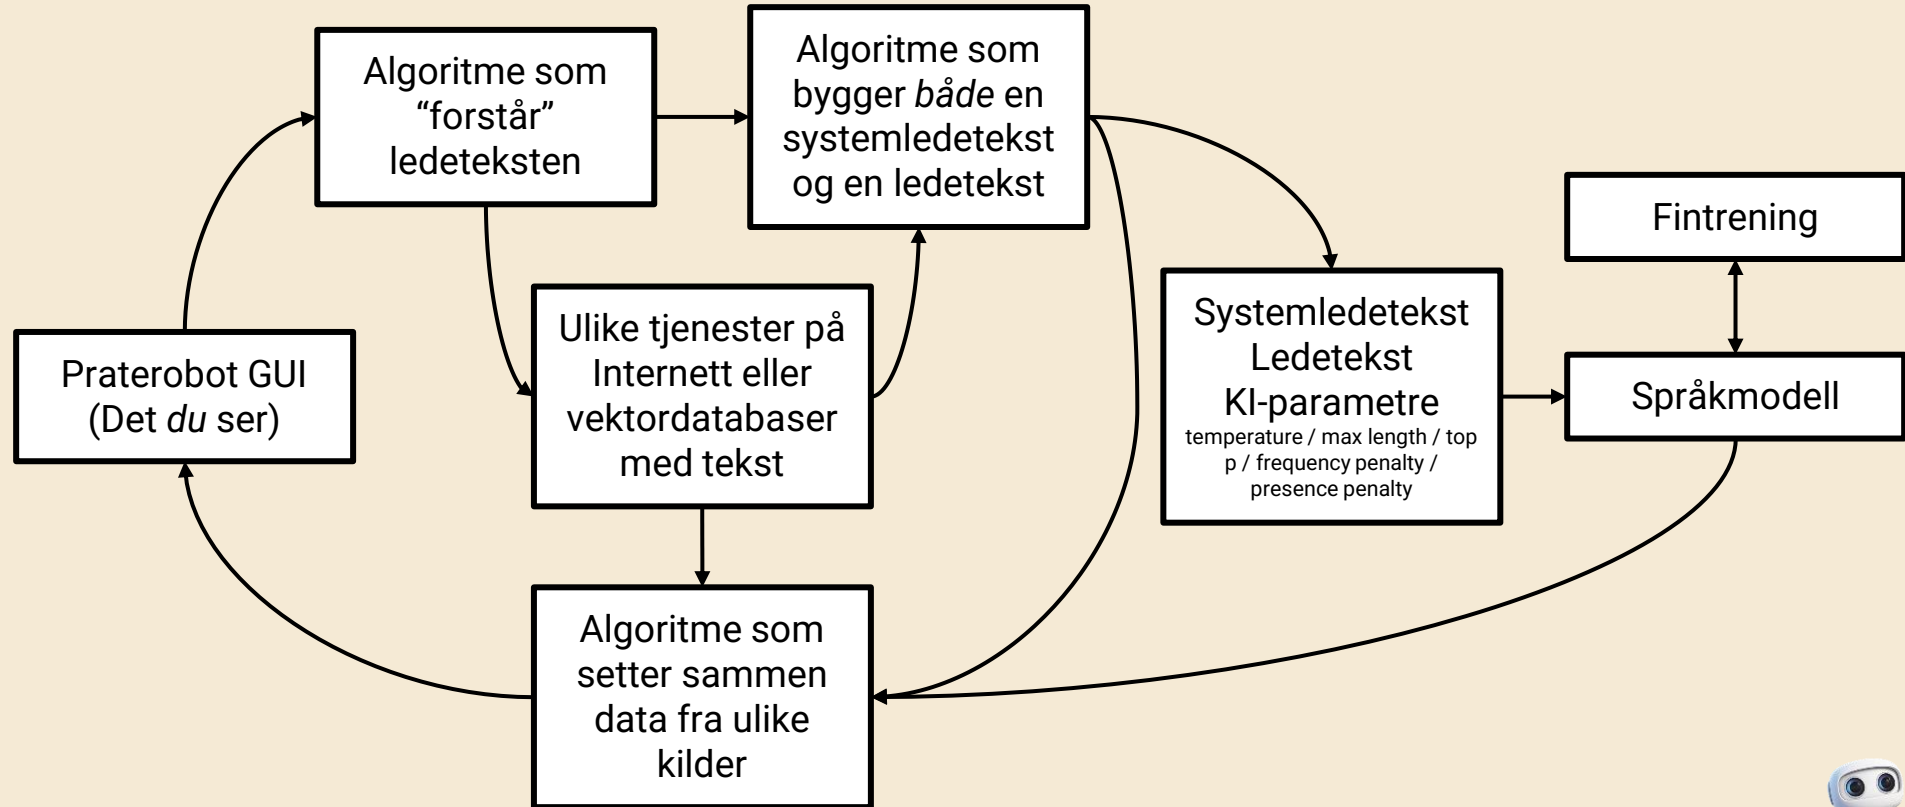 Algoritme som
“forstår”
ledeteksten
Algoritme som
bygger både en
systemledetekst
og en ledetekst
Fintrening
Ulike tjenester på
Internett eller
vektordatabaser
med tekst
Systemledetekst
Ledetekst
KI-parametre
temperature / max length / top
p / frequency penalty /
presence penalty
Praterobot GUI
(Det du ser)
Språkmodell
Algoritme som
setter sammen
data fra ulike
kilder